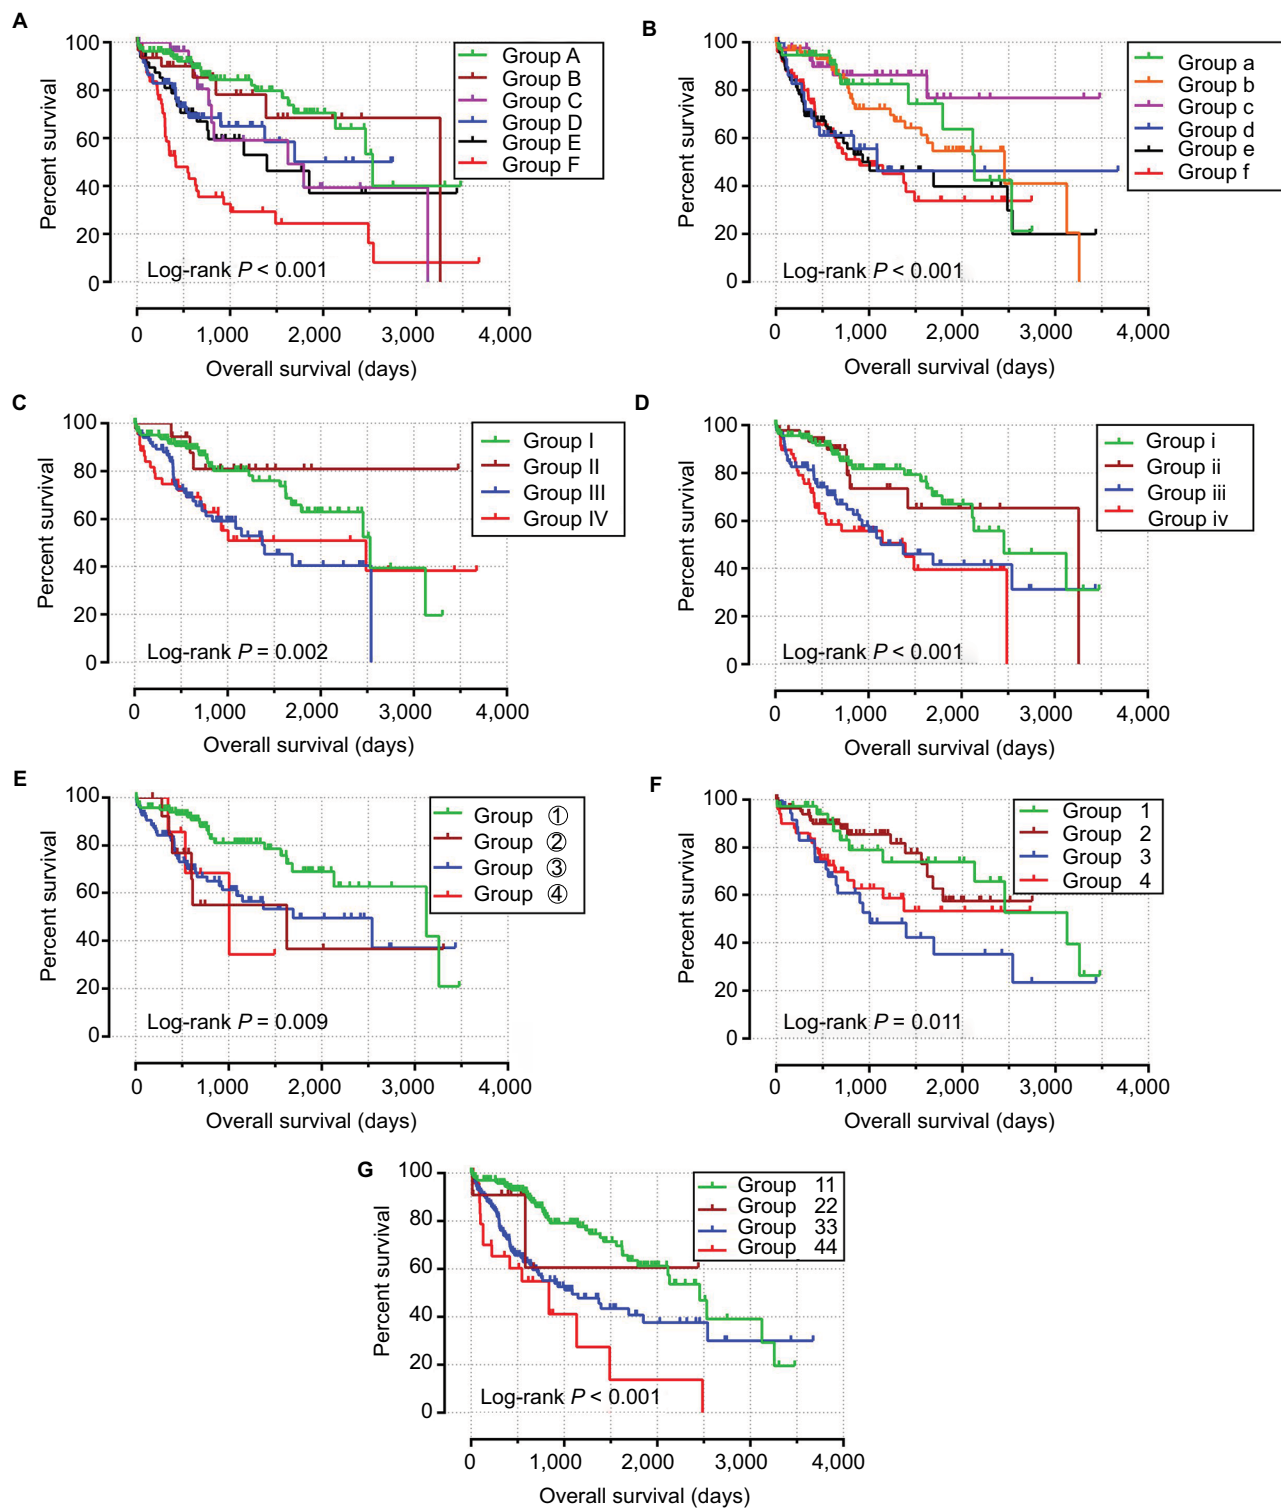 A
Percent survival
100
80
60
40
20
0
Group A
Group B
Group C
Group D
Group E
Group F
Log-rank P < 0.001
0 1,000 2,000 3,000 4,000
Overall survival (days)
B
Percent survival
100
80
60
40
20
0
Group a
Group b
Group c
Group d
Group e
Group f
Log-rank P < 0.001
0 1,000 2,000 3,000 4,000
Overall survival (days)
C
Percent survival
100
80
60
40
20
0
Group I
Group II
Group III
Group IV
Log-rank P = 0.002
0 1,000 2,000 3,000 4,000
Overall survival (days)
D
Percent survival
100
80
60
40
20
0
Group i
Group ii
Group iii
Group iv
Log-rank P < 0.001
0 1,000 2,000 3,000 4,000
Overall survival (days)
E
Percent survival
100
80
60
40
20
0
Group ①
Group ②
Group ③
Group ④
Log-rank P = 0.009
0 1,000 2,000 3,000 4,000
Overall survival (days)
F
Percent survival
100
80
60
40
20
0
Group 1
Group 2
Group 3
Group 4
Log-rank P = 0.011
0 1,000 2,000 3,000 4,000
Overall survival (days)
G
Percent survival
100
80
60
40
20
0
Group 11
Group 22
Group 33
Group 44
Log-rank P < 0.001
0 1,000 2,000 3,000 4,000
Overall survival (days)